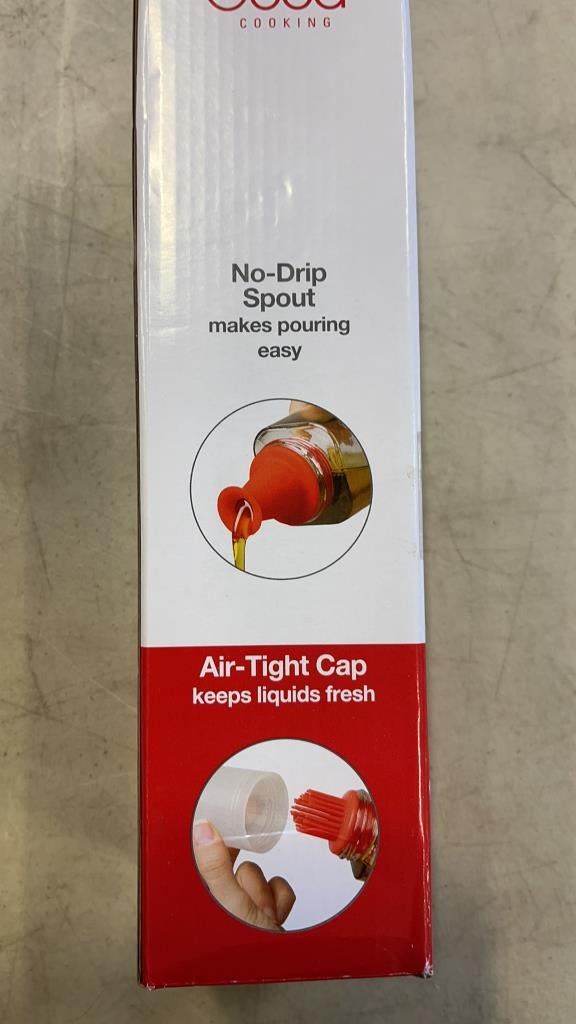 COOKING
No-Drip
Spout
makes pouring
easy
Air-Tight Cap
keeps liquids fresh